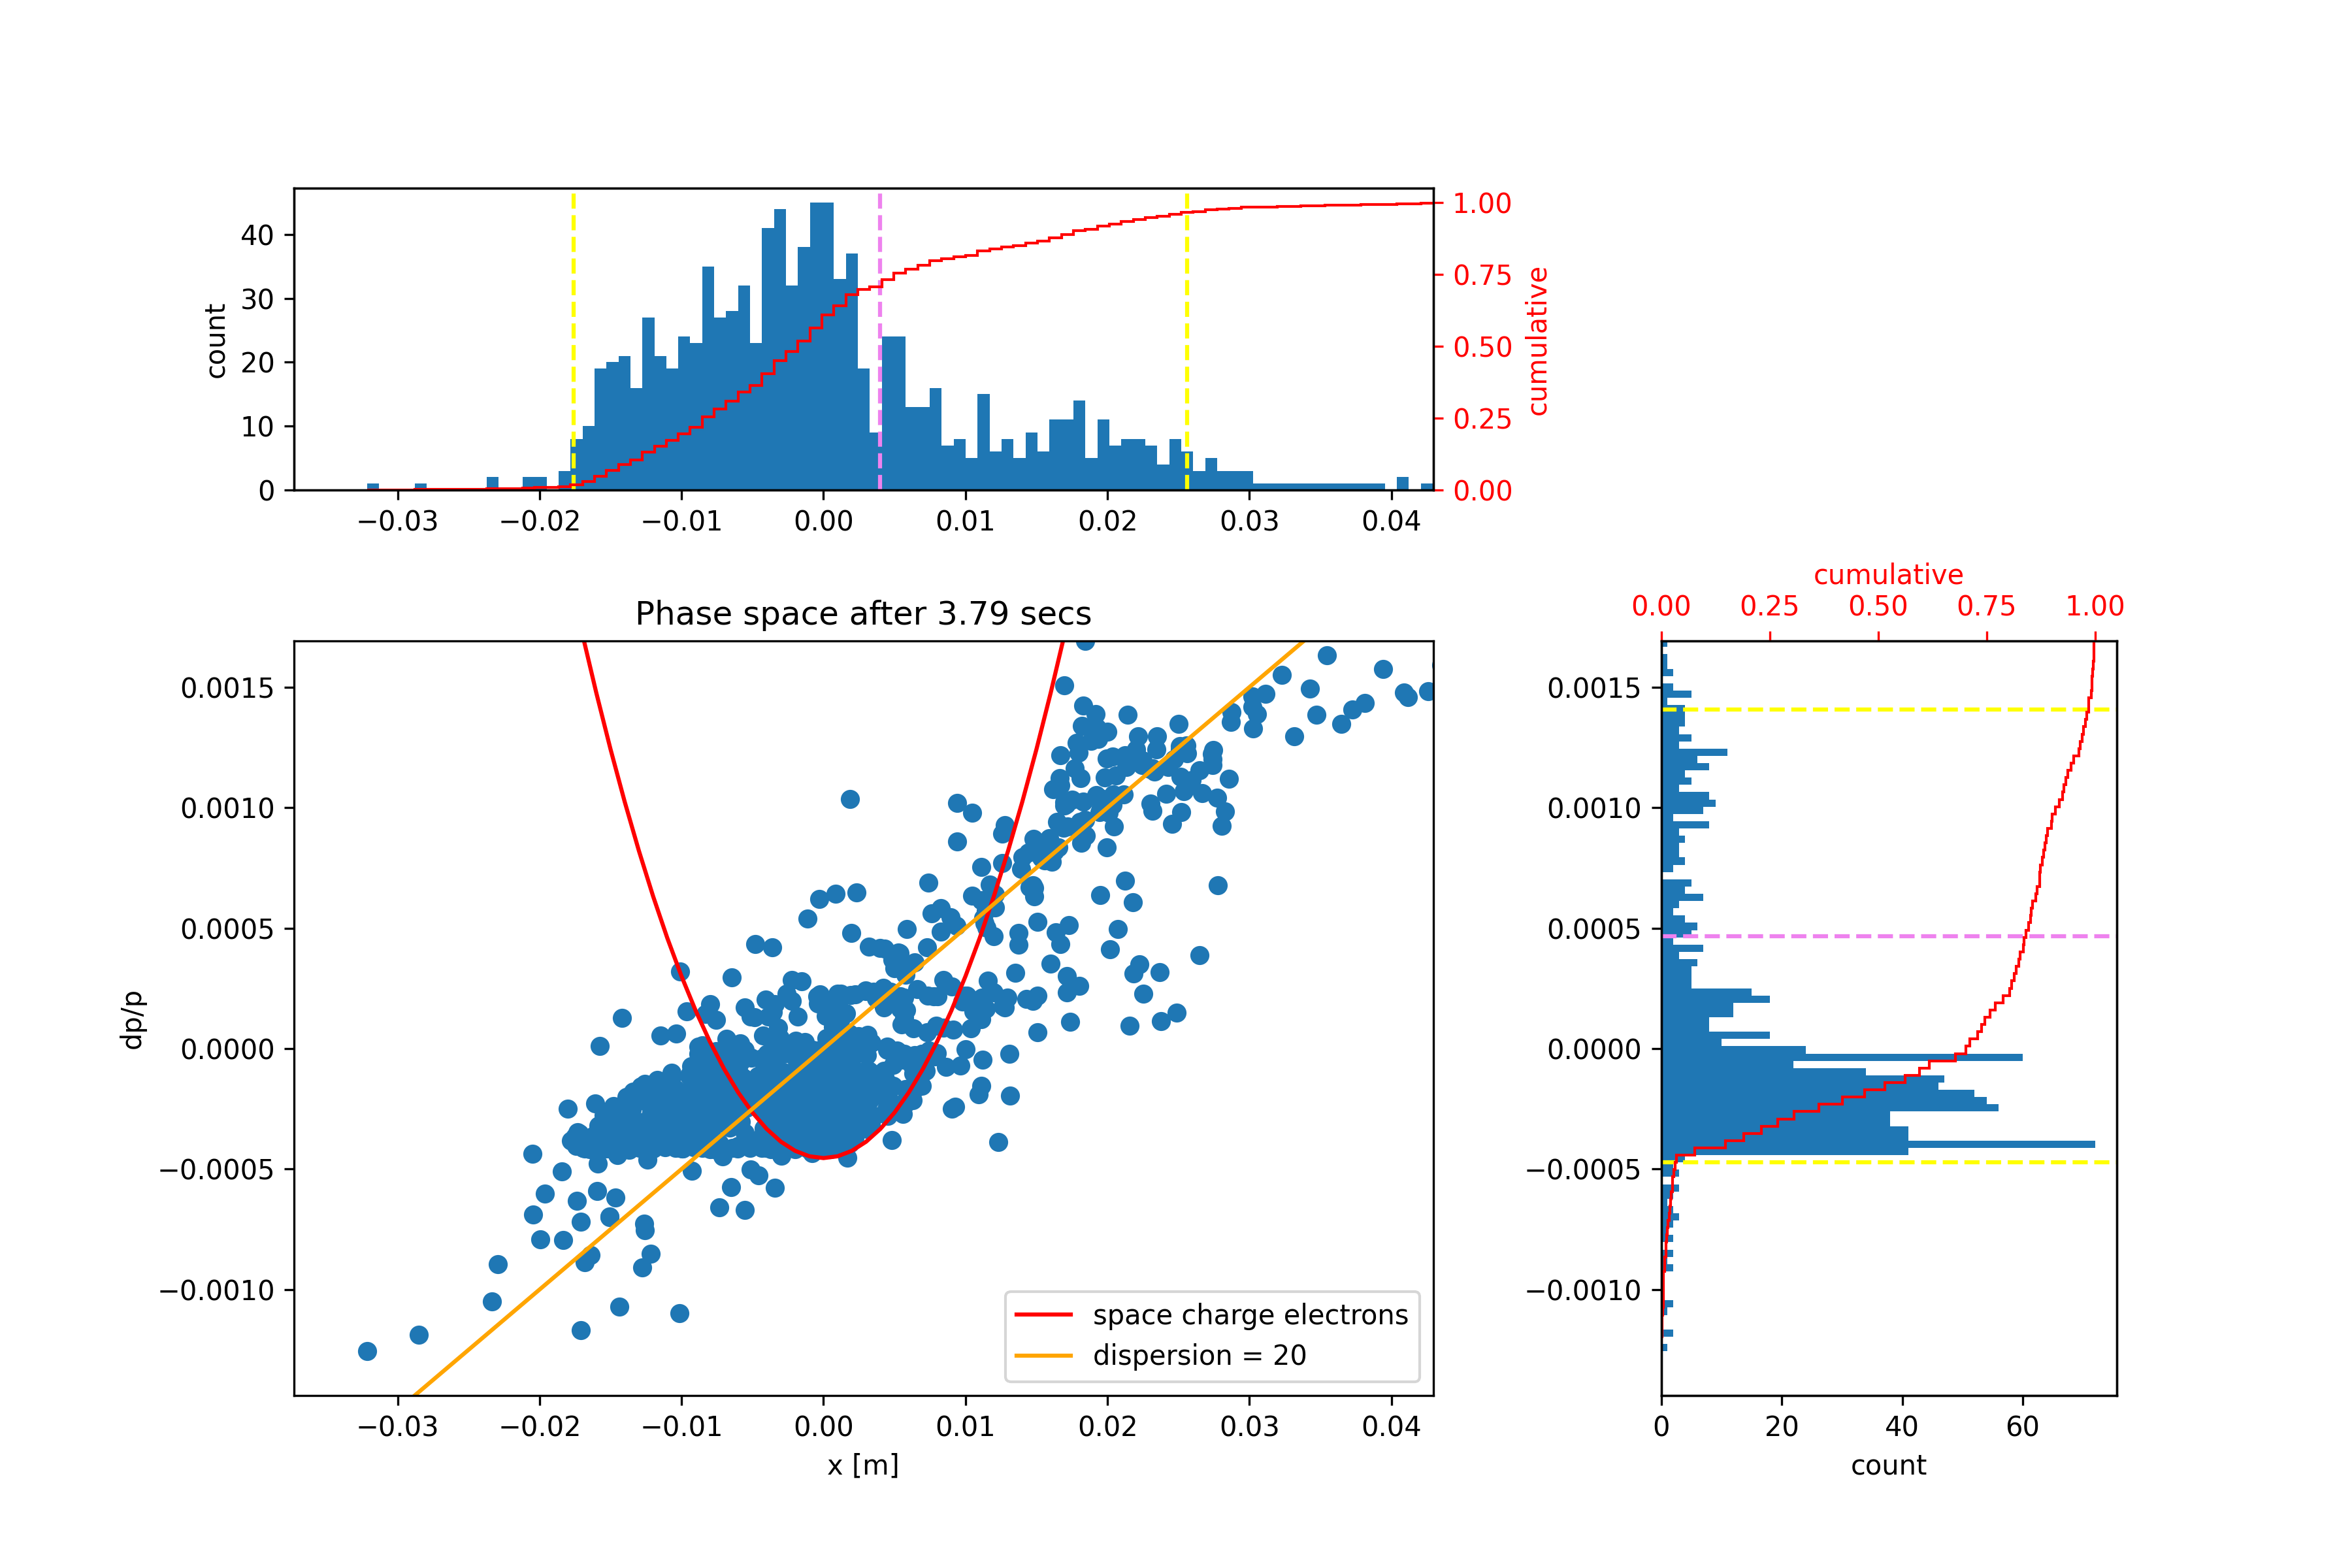 40
30
20
10
0
count
1.00
0.75
0.50
0.25
0.00
cumulative
−0.03 −0.02 −0.01 0.00 0.01 0.02 0.03 0.04
Phase space after 3.79 secs
0.0015
0.0010
0.0005
0.0000
−0.0005
−0.0010
dp/p
space charge electrons
dispersion = 20
−0.03 −0.02 −0.01 0.00 0.01 0.02 0.03 0.04
x [m]
cumulative
0.00 0.25 0.50 0.75 1.00
0.0015
0.0010
0.0005
0.0000
−0.0005
−0.0010
0 20 40 60
count